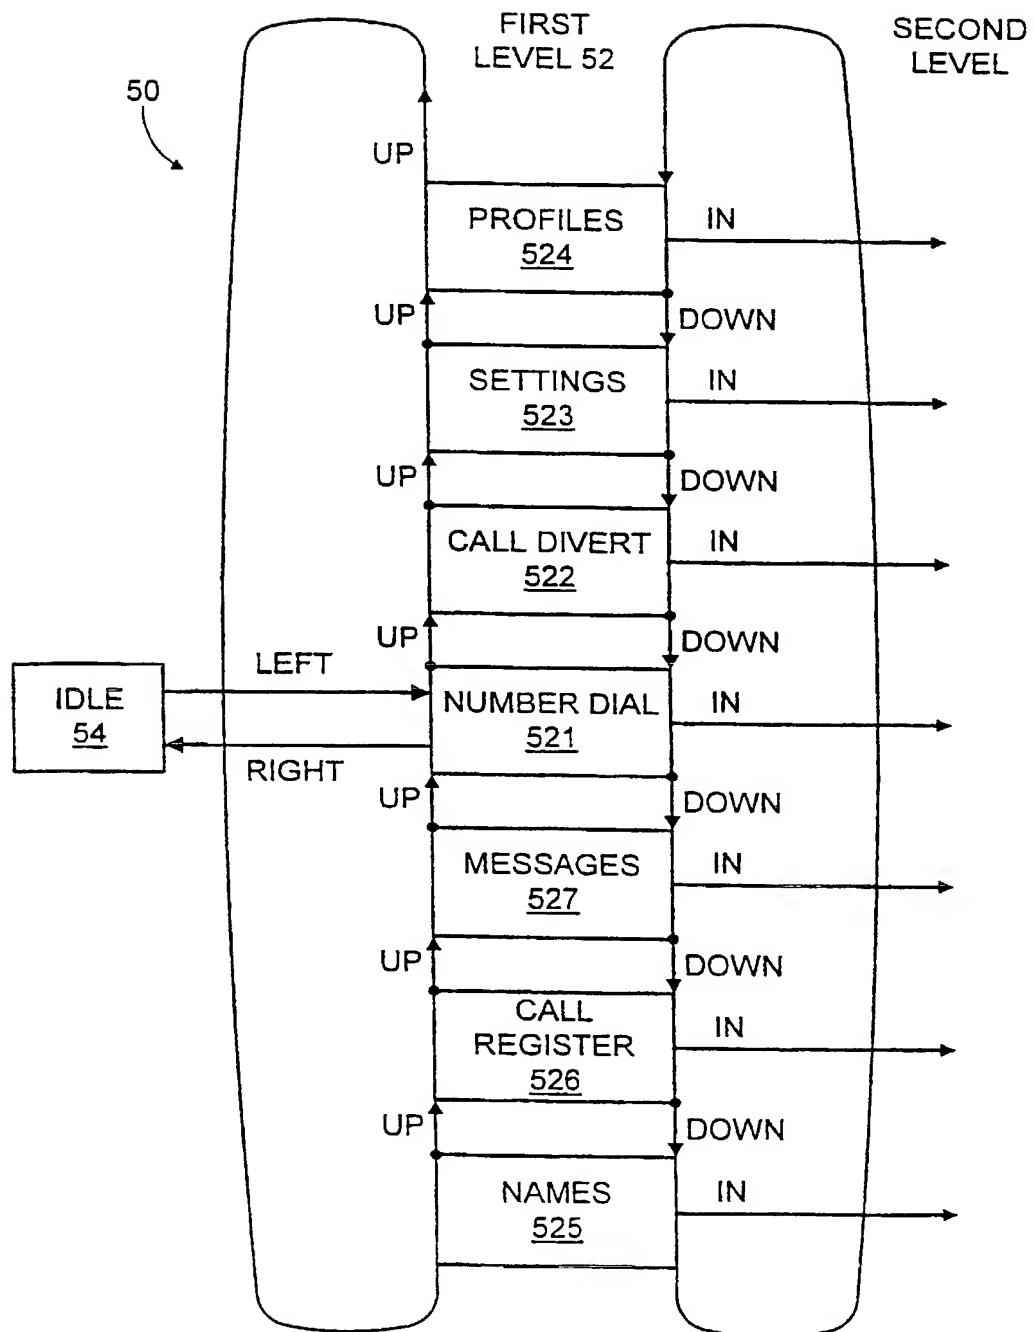 FIRST
LEVEL 52
SECOND
LEVEL
50
UP
PROFILES
524
IN
UP
DOWN
SETTINGS
523
IN
UP
DOWN
CALL DIVERT
522
IN
UP
DOWN
IDLE
54
LEFT
RIGHT
NUMBER DIAL
521
IN
UP
DOWN
MESSAGES
527
IN
UP
DOWN
CALL
REGISTER
526
IN
UP
DOWN
NAMES
525
IN